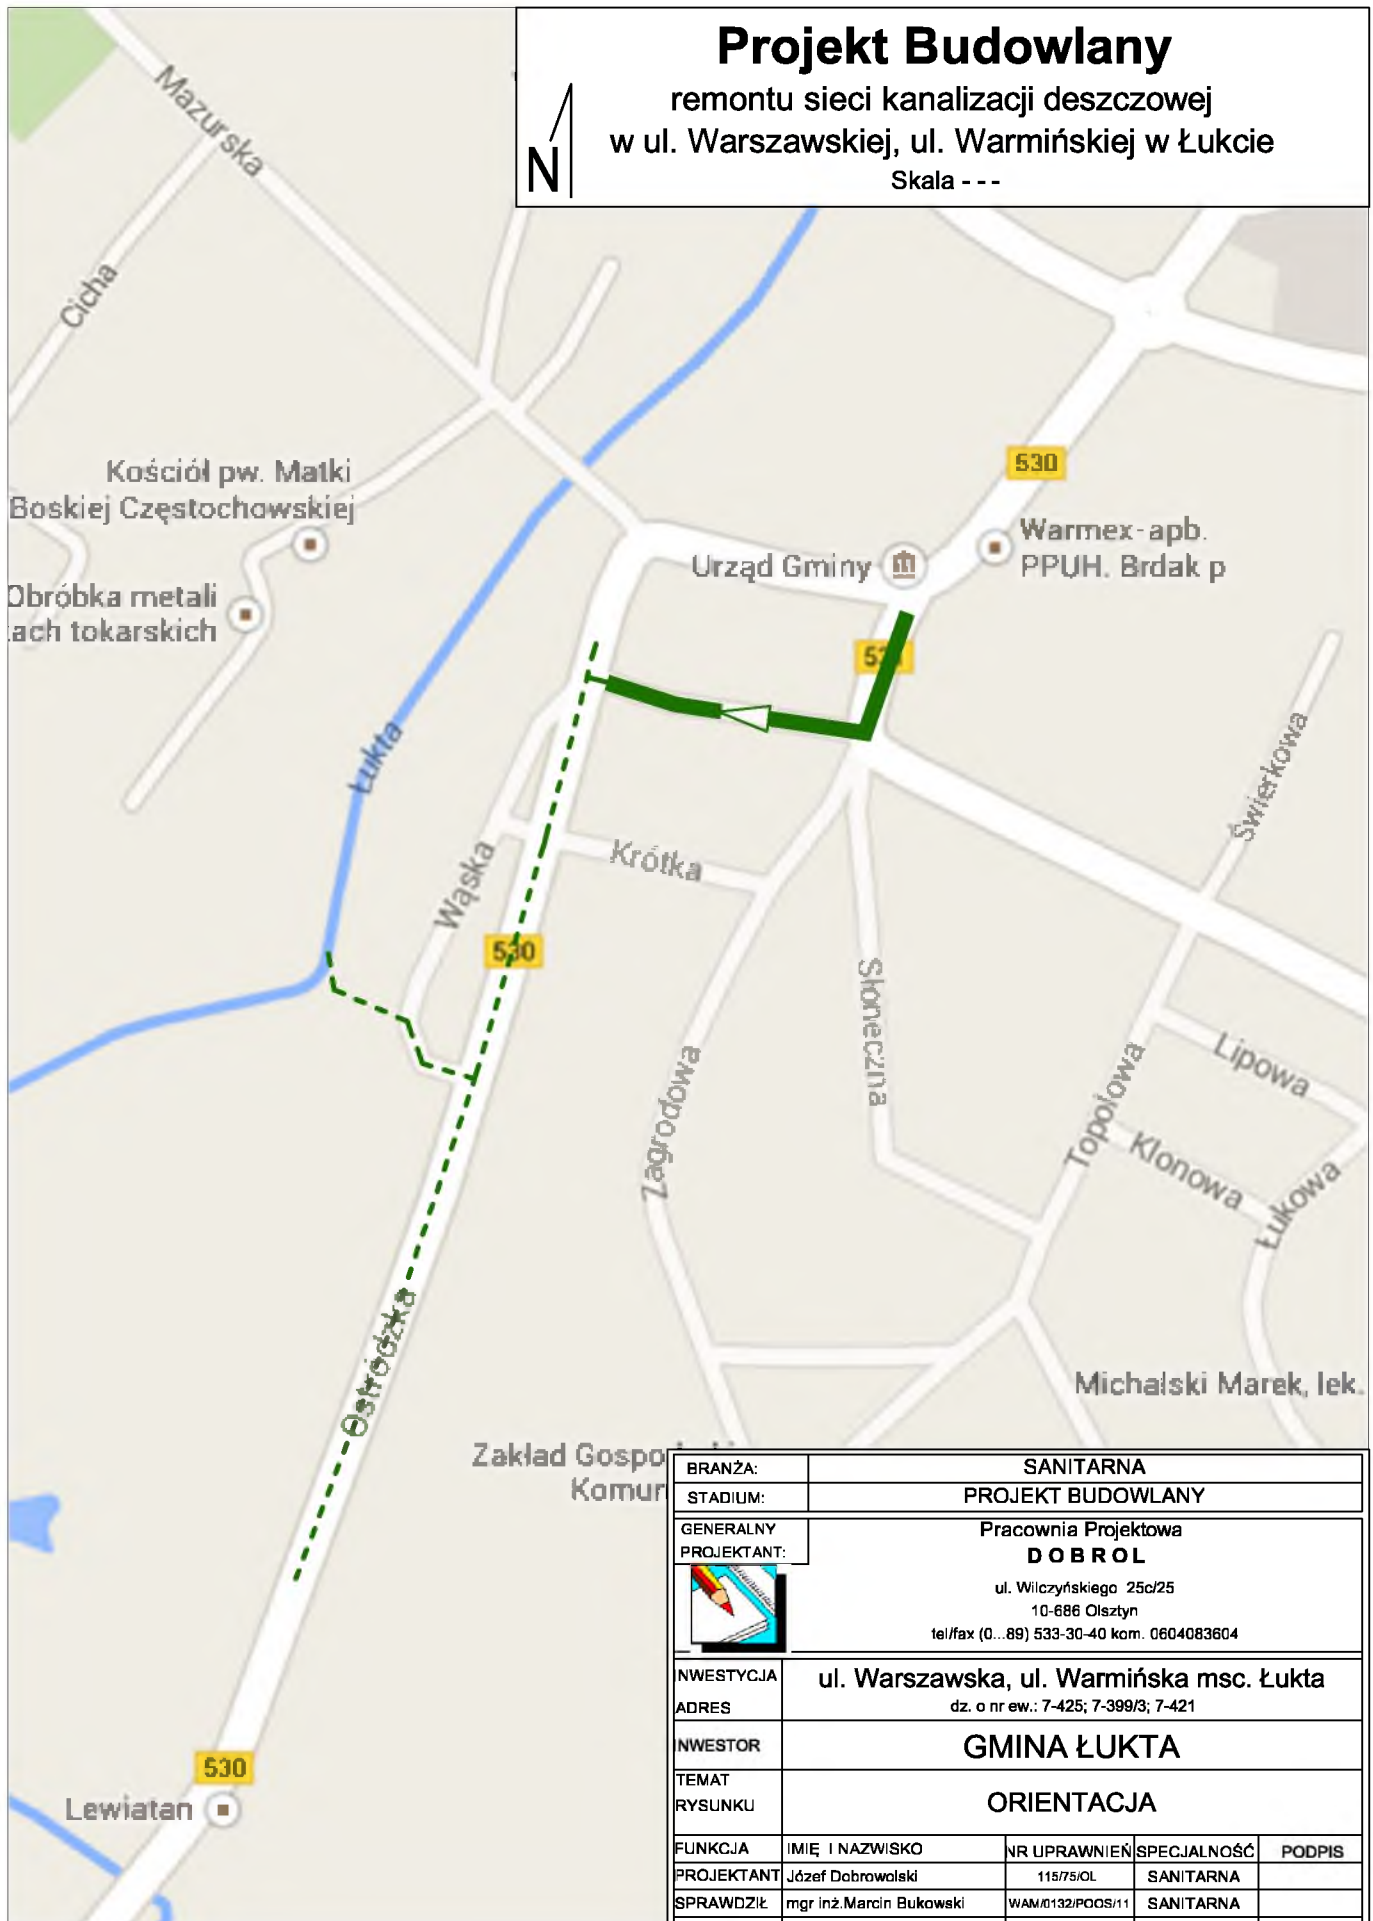 Projekt Budowlany
remontu sieci kanalizacji deszczowej
w ul. Warszawskiej, ul. Warmińskiej w Łukcie
Skala - - -
N
Mazurska
Cicha
Kościół pw. Matki
Boskiej Częstochowskiej
530
Warmex-apb.
PPUH. Brdak p
Urząd Gminy
Obróbka metali
tokarskich
Łukta
Świerkowa
Krótka
Wąska
530
Słoneczna
Zagrodowa
Lipowa
Topolowa
Klonowa
Łukowa
Ostródzka
Michalski Marek, lek.
Zakład Gospo
Komun
530
Lewiatan
BRANŻA: SANITARNA
STADIUM: PROJEKT BUDOWLANY
GENERALNY
PROJEKTANT:
Pracownia Projektowa
DOBROL
ul. Wilczyńskiego 25c/25
10-686 Olsztyn
tel/fax (0...89) 533-30-40 kom. 0604083604
INWESTYCJA
ADRES
ul. Warszawska, ul. Warmińska msc. Łukta
dz. o nr ew.: 7-425; 7-399/3; 7-421
INWESTOR GMINA ŁUKTA
TEMAT
RYSUNKU
ORIENTACJA
FUNKCJA IMIĘ I NAZWISKO NR UPRAWNIEŃ SPECJALNOŚĆ PODPIS
PROJEKTANT Józef Dobrowolski 115/75/OL SANITARNA
SPRAWDZIŁ mgr inż.Marcin Bukowski WAM/0132/POOS/11 SANITARNA